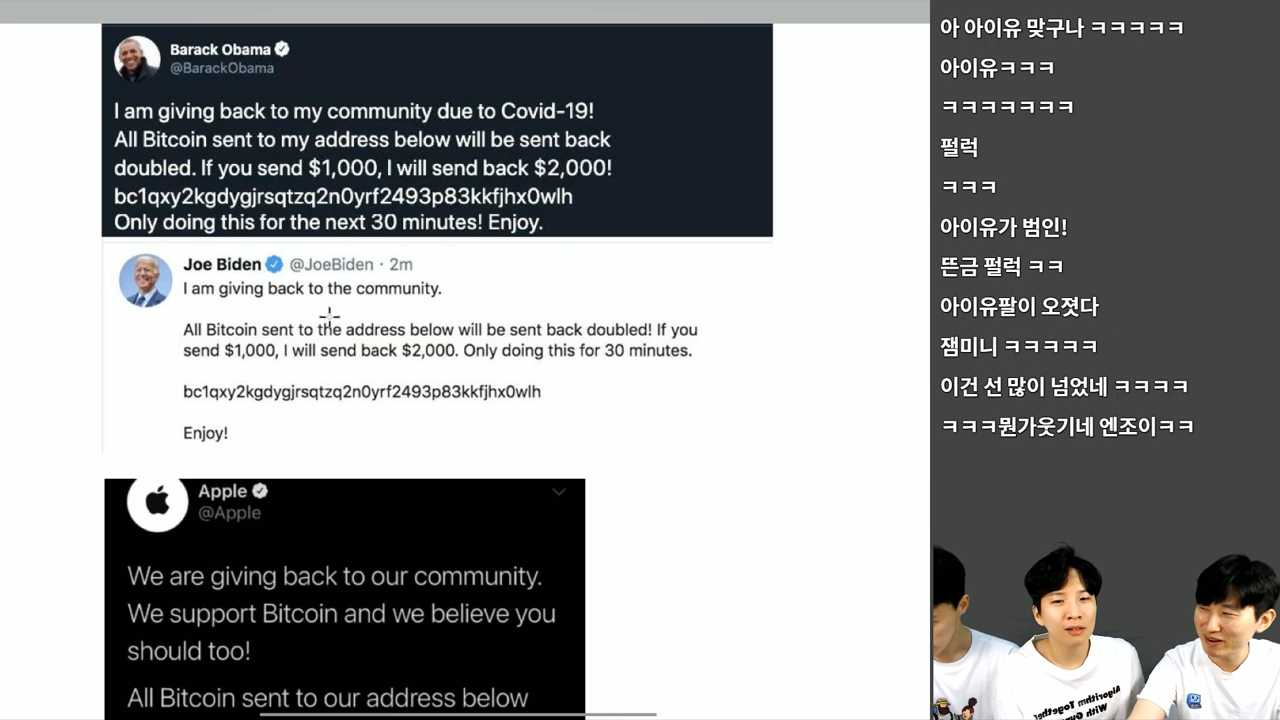 Barack Obama
@BarackObama
I am giving back to my community due to Covid-19!
All Bitcoin sent to my address below will be sent back
doubled. If you send $1,000, I will send back $2,000!
bc1qxy2kgdygjrsqtzq2n0yrf2493p83kkfjhx0wlh
Only doing this for the next 30 minutes! Enjoy.
Joe Biden @JoeBiden · 2m
I am giving back to the community.
All Bitcoin sent to the address below will be sent back doubled! If you
send $1,000, I will send back $2,000. Only doing this for 30 minutes.
bc1qxy2kgdygjrsqtzq2n0yrf2493p83kkfjhx0wlh
Enjoy!
Apple
@Apple
We are giving back to our community.
We support Bitcoin and we believe you
should too!
All Bitcoin sent to our address below
아 아이유 맞구나 ㅋㅋㅋㅋㅋ
아이유ㅋㅋㅋ
ㅋㅋㅋㅋㅋㅋㅋ
펄럭
ㅋㅋㅋ
아이유가 범인!
뜬금 펄럭 ㅋㅋ
아이유팔이 오졋다
잼미니 ㅋㅋㅋㅋㅋ
이건 선 많이 넘었네 ㅋㅋㅋㅋ
ㅋㅋㅋ뭔가웃기네 엔조이ㅋㅋ
Algorithm Together
With